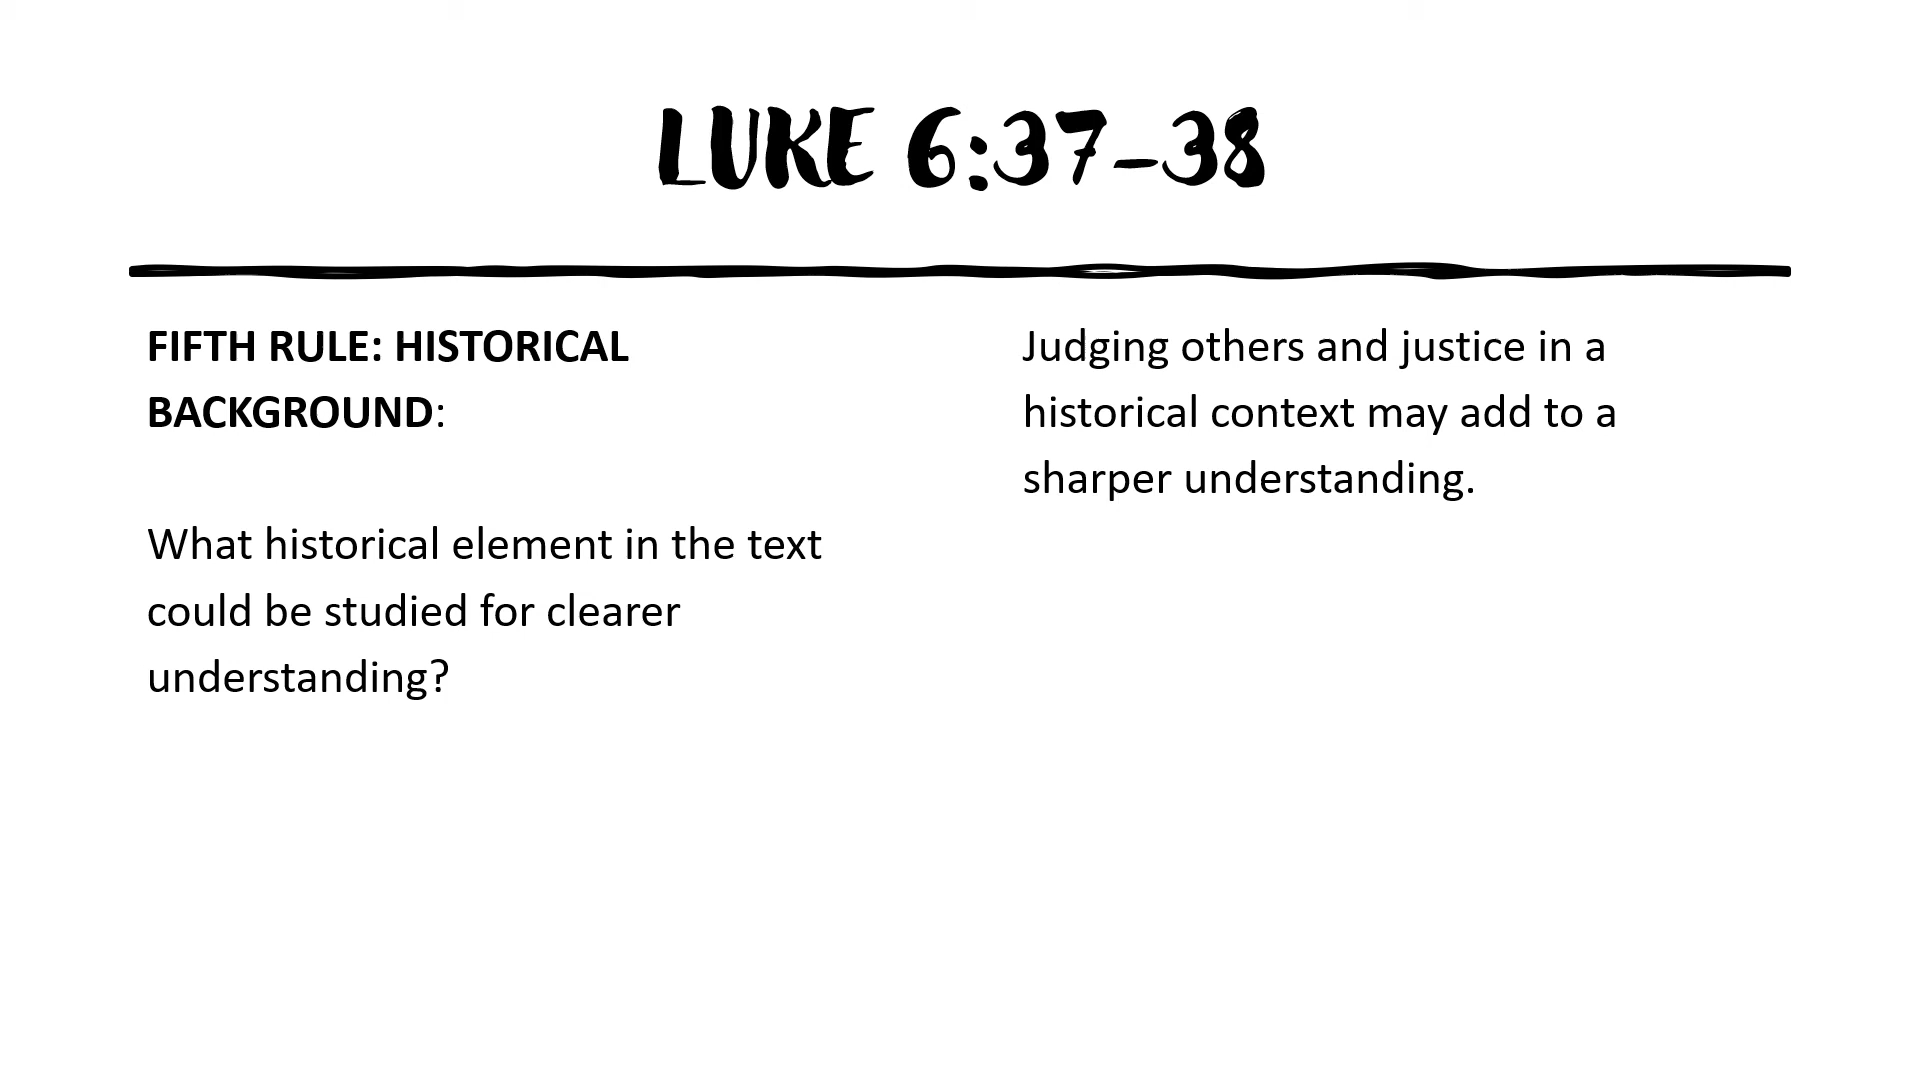 LUKE 6:37-38
FIFTH RULE: HISTORICAL
BACKGROUND:
What historical element in the text
could be studied for clearer
understanding?
Judging others and justice in a
historical context may add to a
sharper understanding.